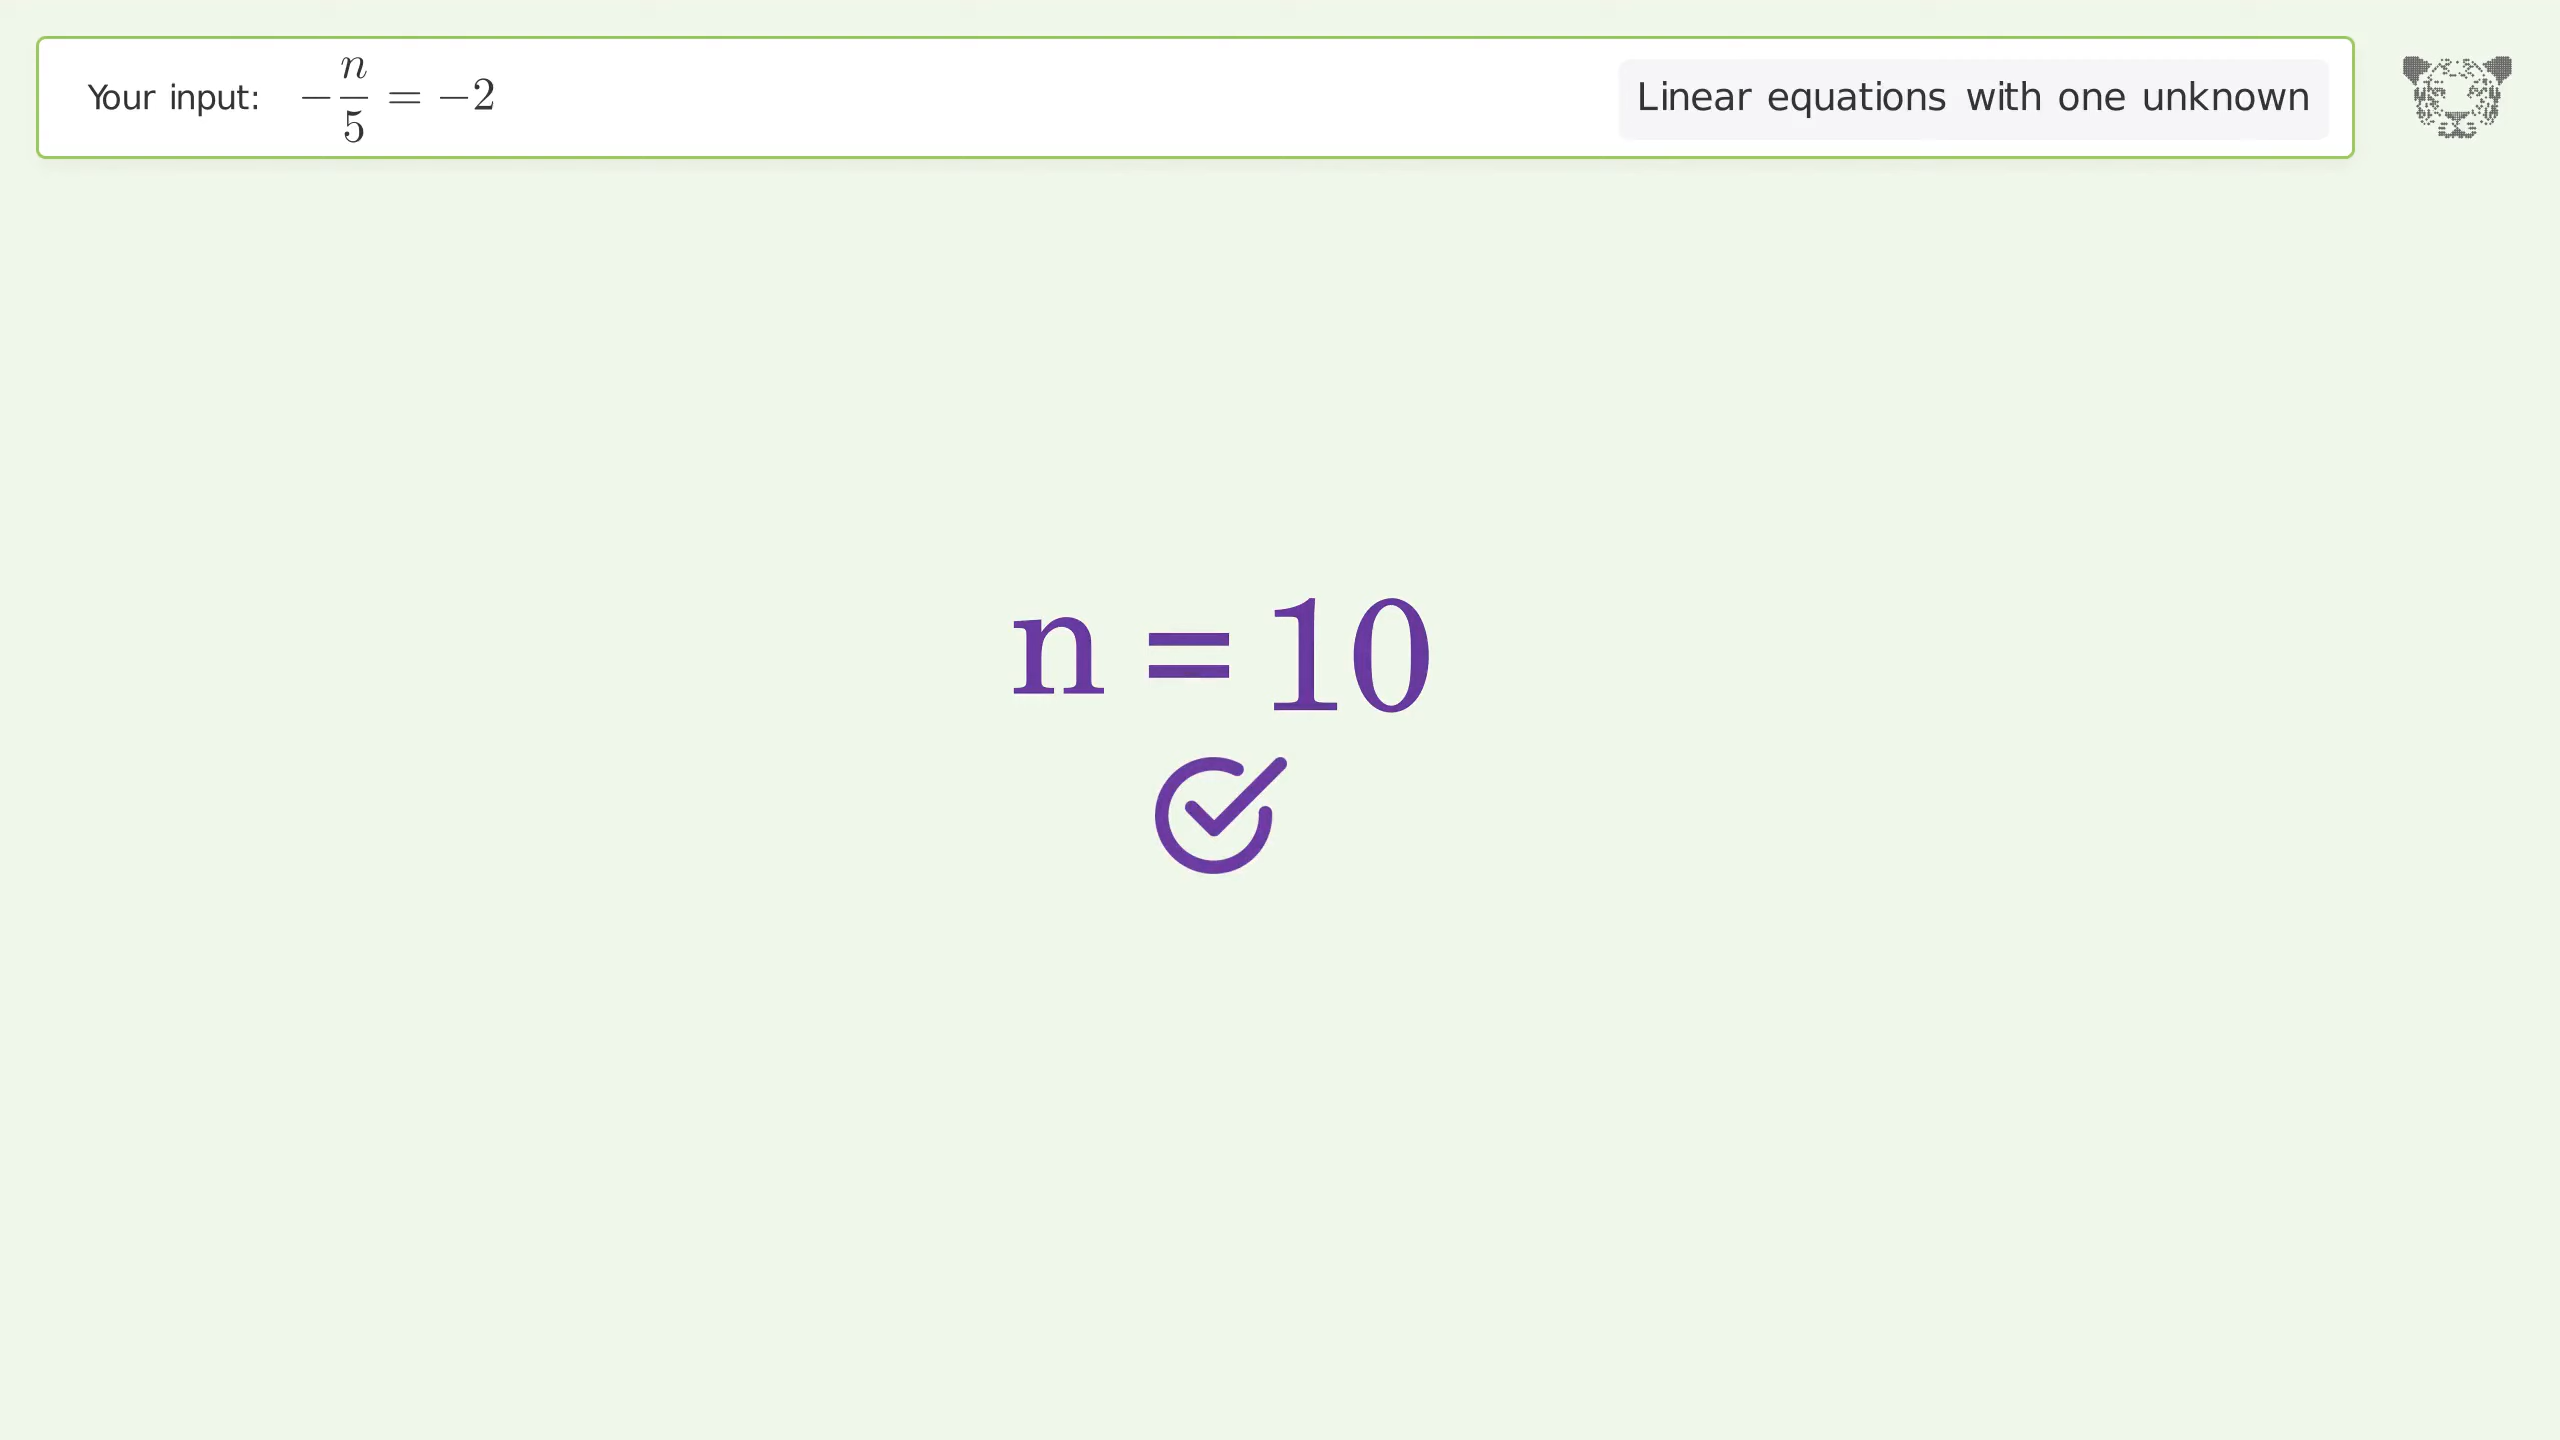 Your input: −n/5 = −2
Linear equations with one unknown
n = 10